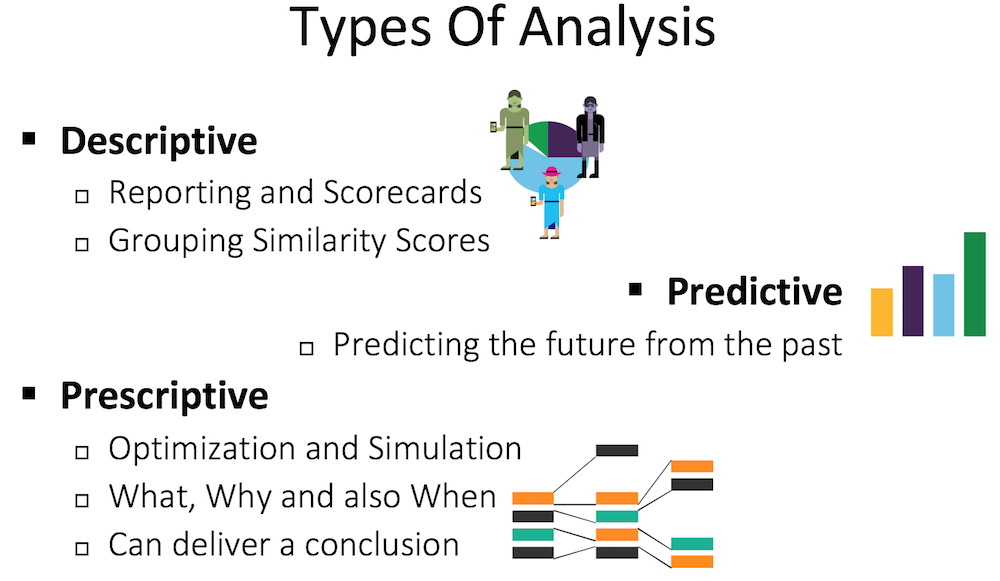 Types Of Analysis
Descriptive
Reporting and Scorecards
Grouping Similarity Scores
Predictive
Predicting the future from the past
Prescriptive
Optimization and Simulation
What, Why and also When
Can deliver a conclusion